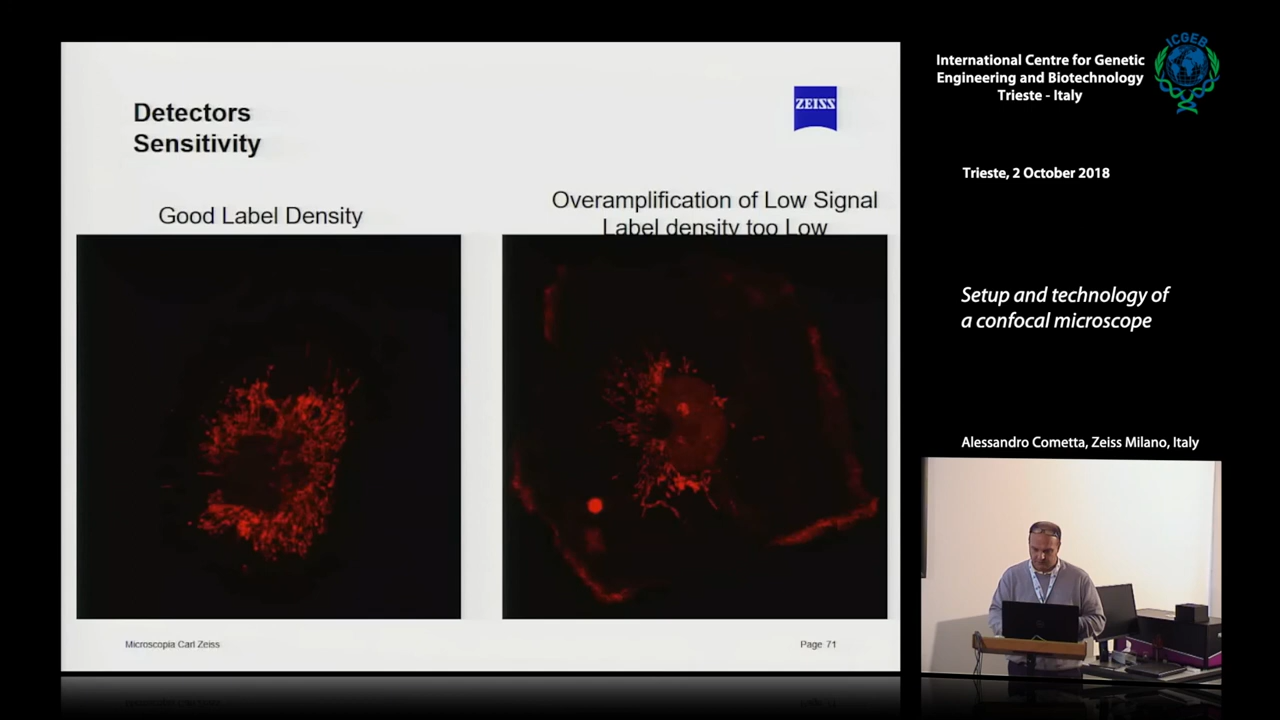 Detectors
Sensitivity
ZEISS
Good Label Density
Overamplification of Low Signal
Label density too Low
Microscopia Carl Zeiss
Page 71
ICGEB
International Centre for Genetic
Engineering and Biotechnology
Trieste - Italy
Trieste, 2 October 2018
Setup and technology of
a confocal microscope
Alessandro Cometta, Zeiss Milano, Italy